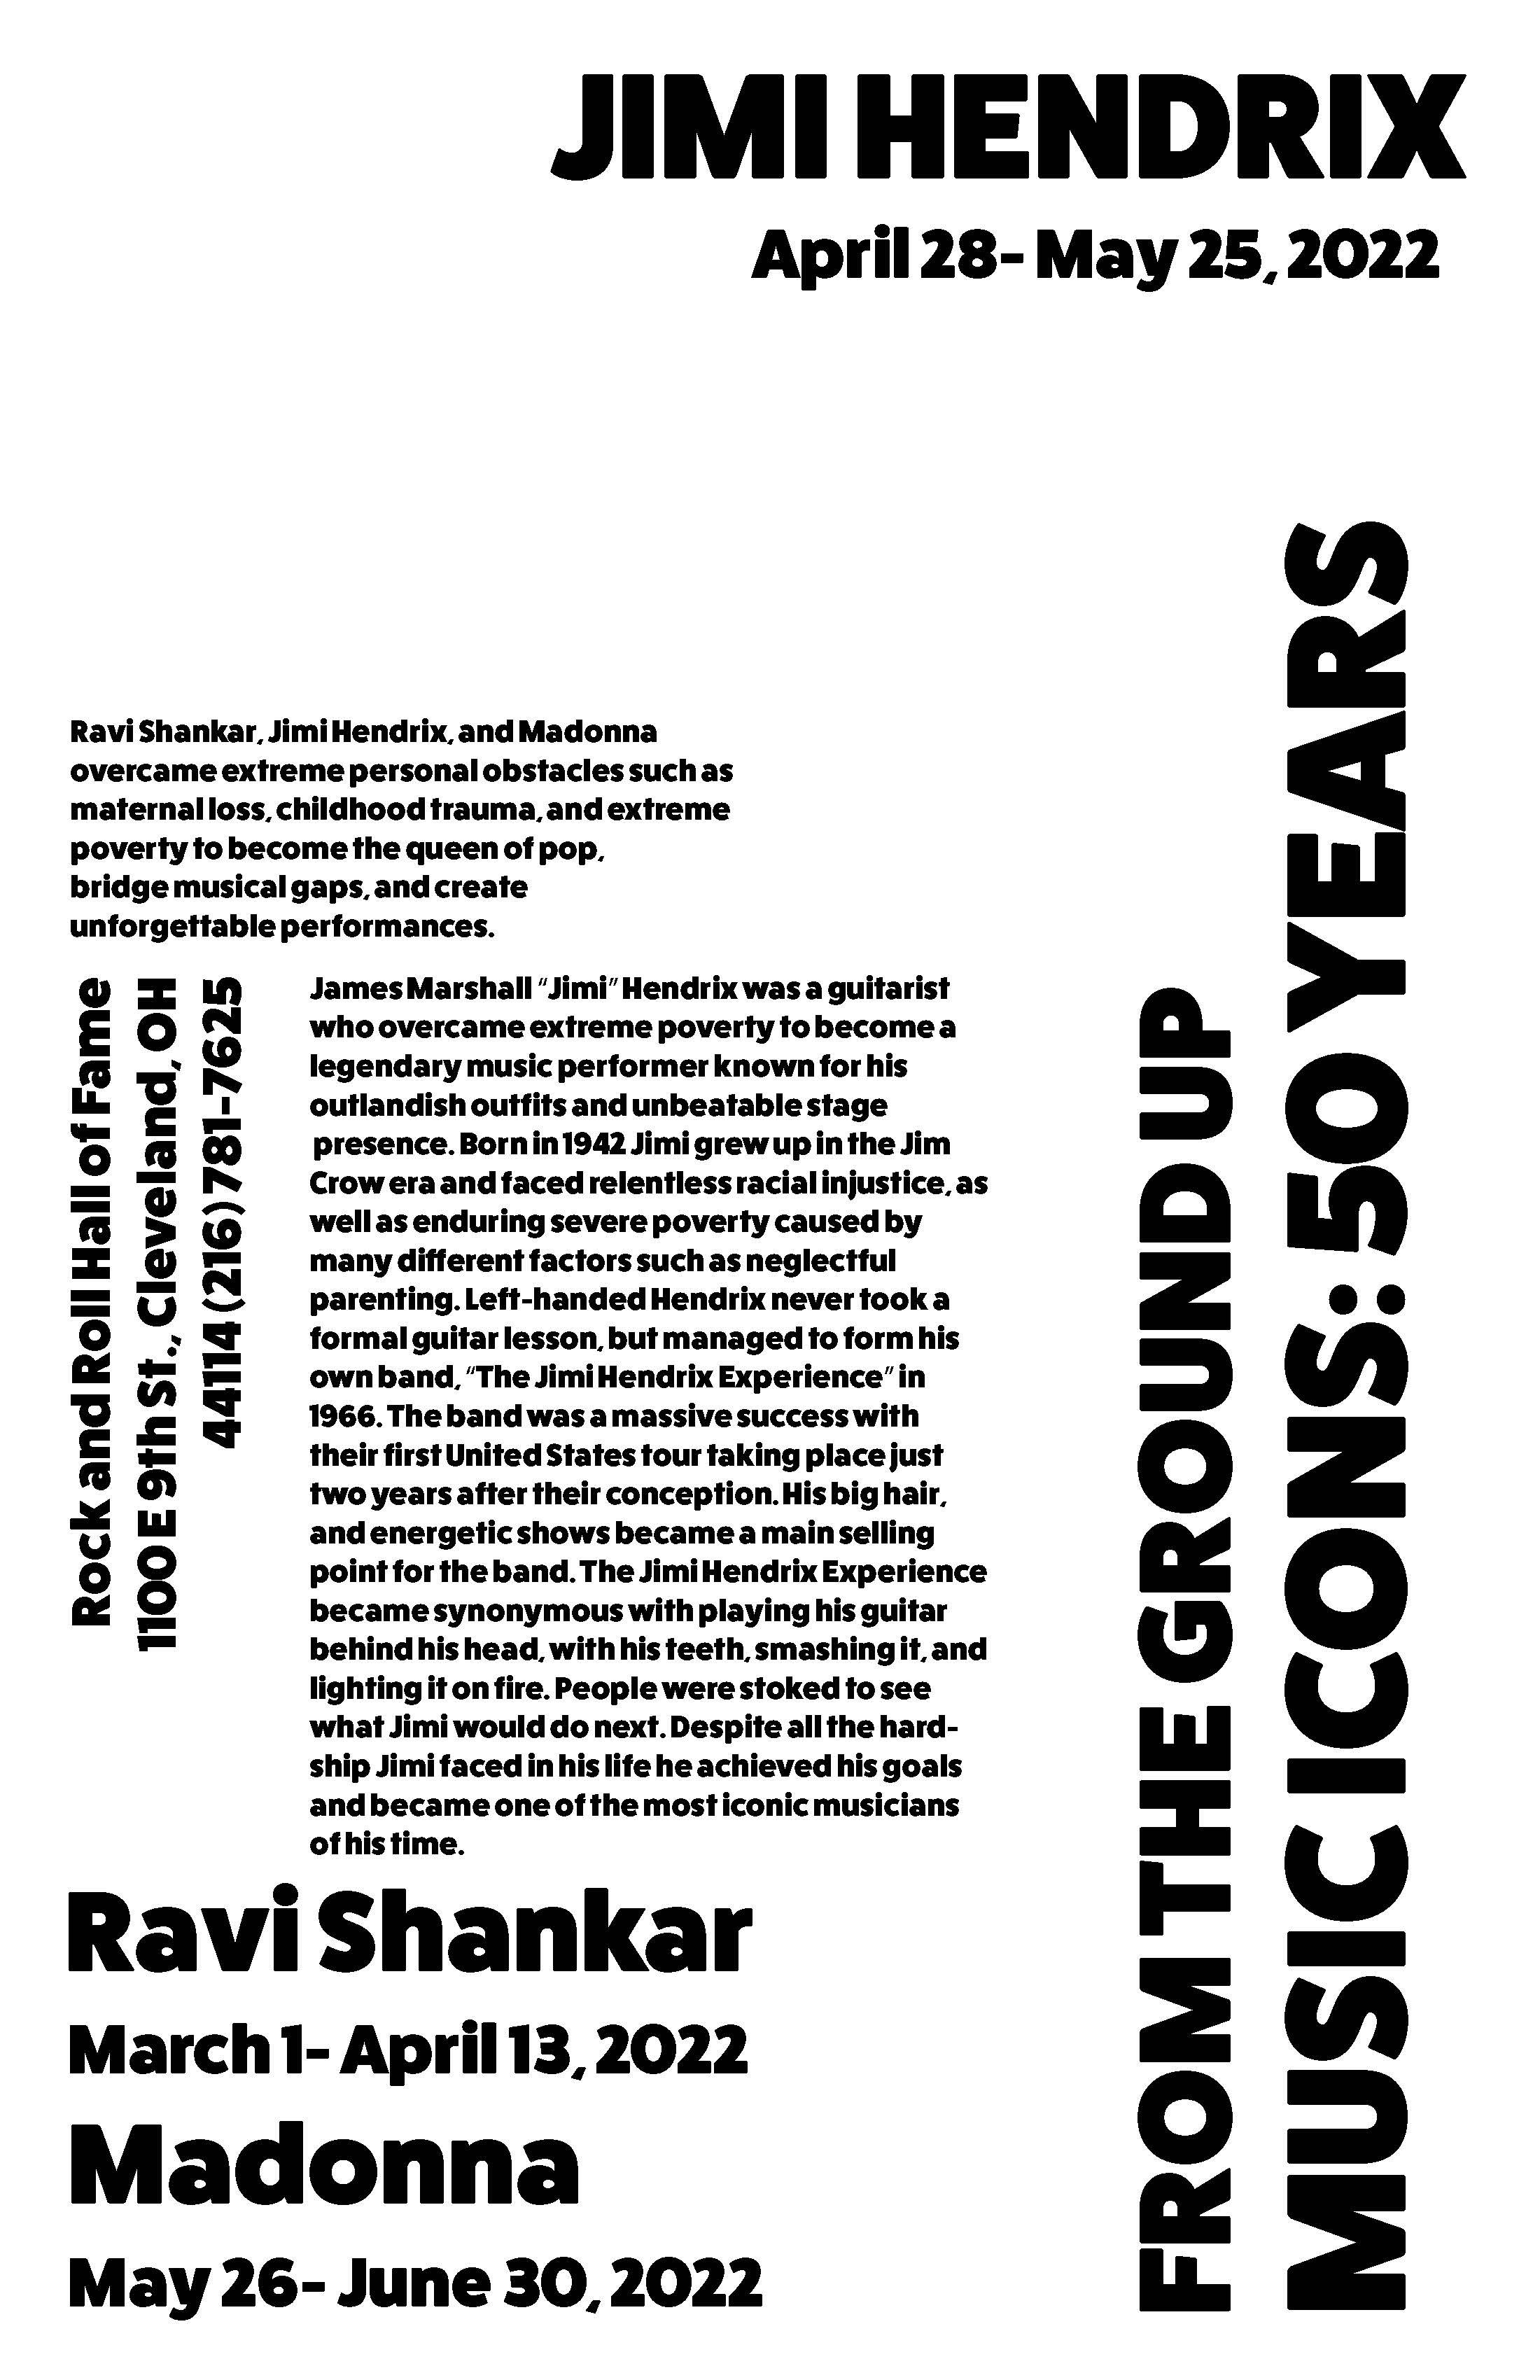 JIMI HENDRIX
April 28- May 25, 2022
Ravi Shankar, Jimi Hendrix, and Madonna
overcame extreme personal obstacles such as
maternal loss, childhood trauma, and extreme
poverty to become the queen of pop,
bridge musical gaps, and create
unforgettable performances.
Rock and Roll Hall of Fame
1100 E 9th St., Cleveland, OH
44114 (216) 781-7625
James Marshall "Jimi" Hendrix was a guitarist
who overcame extreme poverty to become a
legendary music performer known for his
outlandish outfits and unbeatable stage
presence. Born in 1942 Jimi grew up in the Jim
Crow era and faced relentless racial injustice, as
well as enduring severe poverty caused by
many different factors such as neglectful
parenting. Left-handed Hendrix never took a
formal guitar lesson, but managed to form his
own band, "The Jimi Hendrix Experience" in
1966. The band was a massive success with
their first United States tour taking place just
two years after their conception. His big hair,
and energetic shows became a main selling
point for the band. The Jimi Hendrix Experience
became synonymous with playing his guitar
behind his head, with his teeth, smashing it, and
lighting it on fire. People were stoked to see
what Jimi would do next. Despite all the hard-
ship Jimi faced in his life he achieved his goals
and became one of the most iconic musicians
of his time.
Ravi Shankar
March 1- April 13, 2022
Madonna
May 26- June 30, 2022
FROM THE GROUND UP
MUSIC ICONS: 50 YEARS